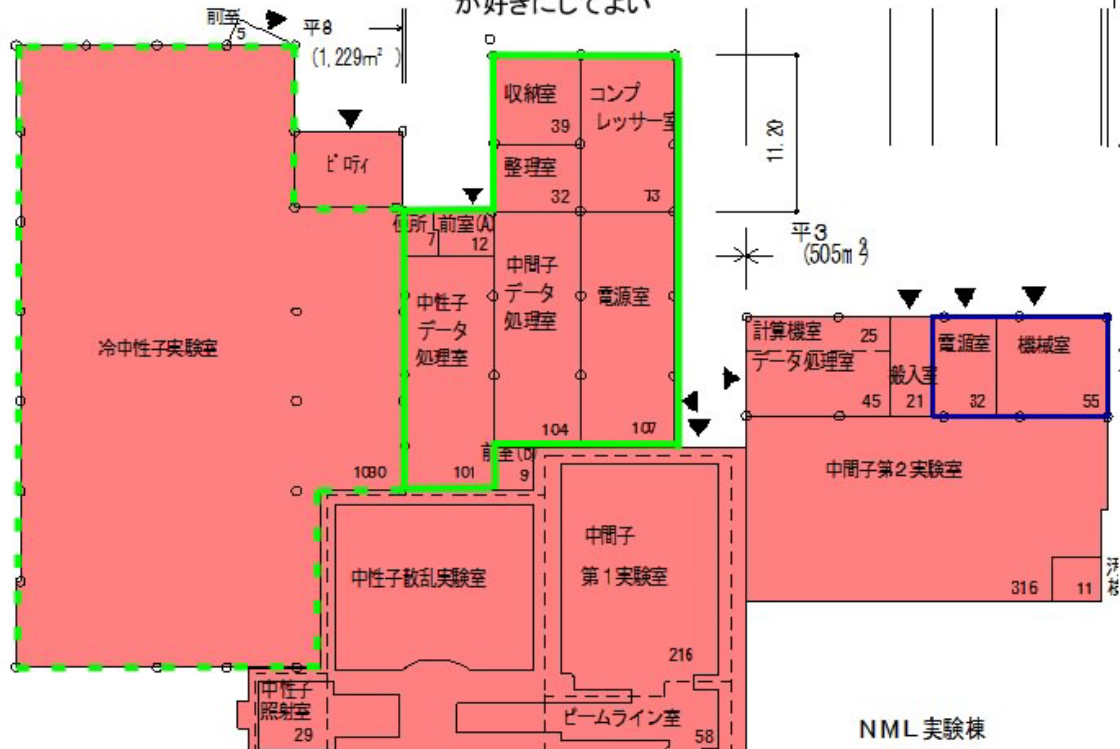 が好きにしてよい
前室
5
平8
(1,229㎡)
ピロティ
収納室
39
コンプ
レッサー室
73
整理室
32
11.20
平3
(505㎡)
便所
7
前室(A)
12
中性子
データ
処理室
101
中間子
データ
処理室
104
電源室
107
冷中性子実験室
1080
前室(B)
9
計算機室
25
データ処理室
45
搬入室
21
電源室
32
機械室
55
中間子第2実験室
316
11
中性子散乱実験室
中間子
第1実験室
216
中性子
照射室
29
ビームライン室
58
NML実験棟